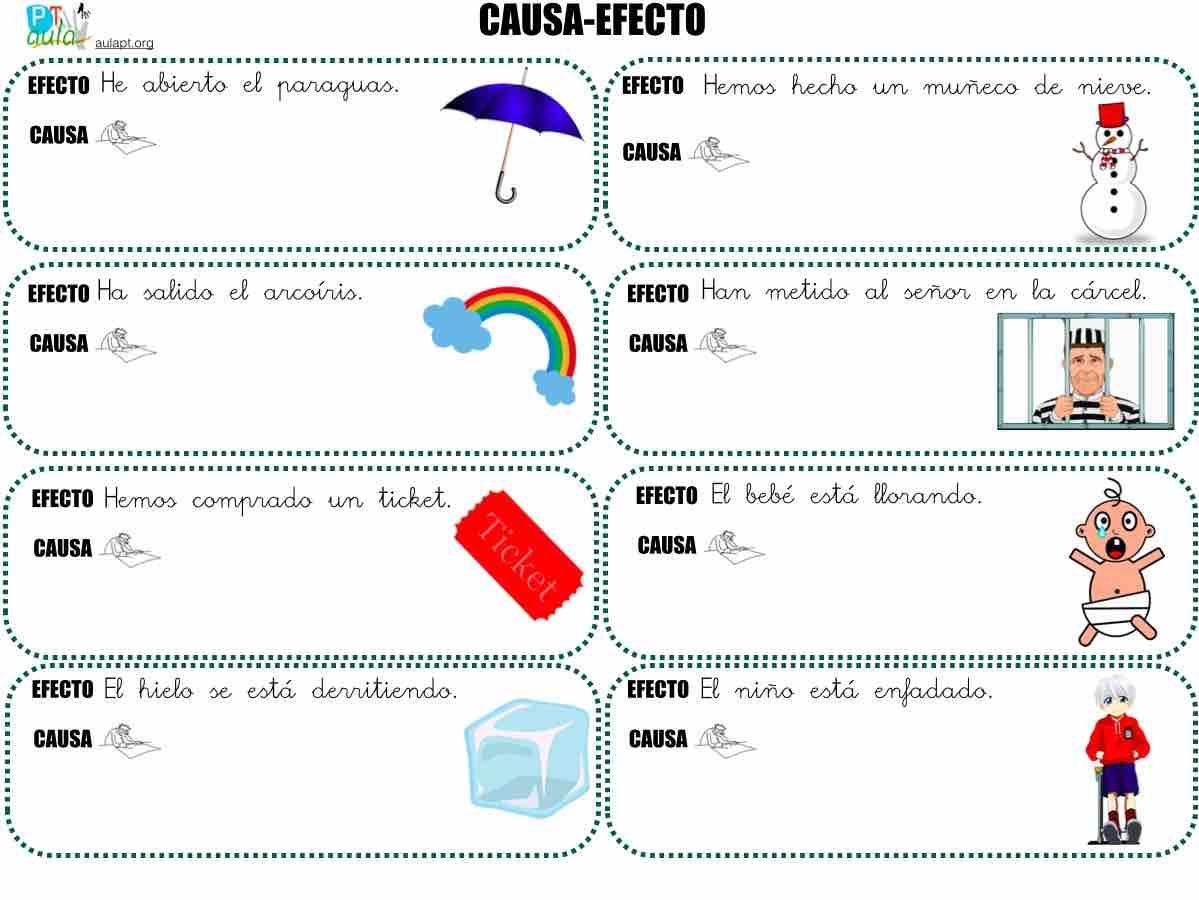 PT
aula
aulapt.org
CAUSA-EFECTO
EFECTO He abierto el paraguas.
CAUSA
EFECTO Hemos hecho un muñeco de nieve.
CAUSA
EFECTO Ha salido el arcoíris.
CAUSA
EFECTO Han metido al señor en la cárcel.
CAUSA
EFECTO Hemos comprado un ticket.
CAUSA
Ticket
EFECTO El bebé está llorando.
CAUSA
EFECTO El hielo se está derritiendo.
CAUSA
EFECTO El niño está enfadado.
CAUSA